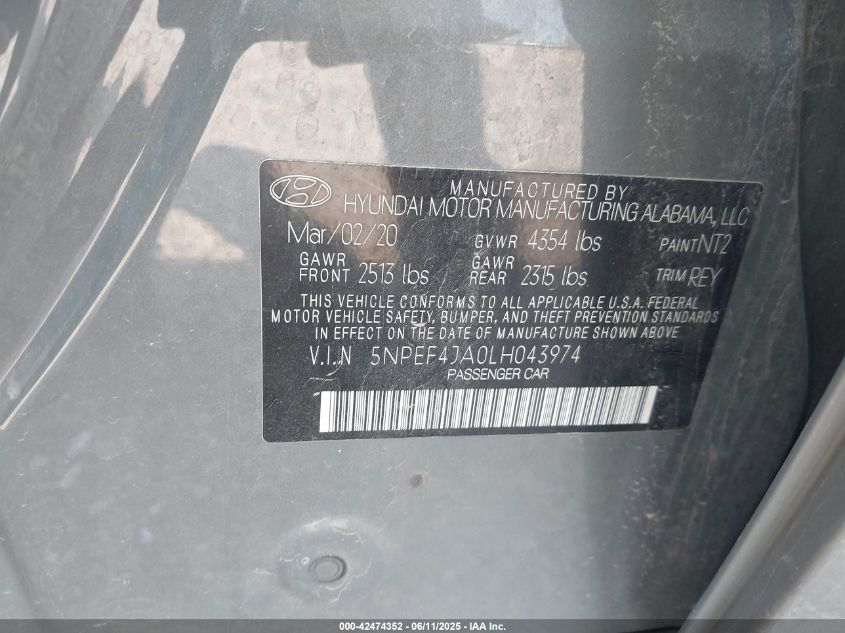 MANUFACTURED BY
HYUNDAI MOTOR MANUFACTURING ALABAMA, LLC
Mar/02/20 GVWR 4354 lbs PAINT NT2
GAWR FRONT 2513 lbs GAWR REAR 2315 lbs TRIM REY
THIS VEHICLE CONFORMS TO ALL APPLICABLE U.S.A. FEDERAL
MOTOR VEHICLE SAFETY, BUMPER, AND THEFT PREVENTION STANDARDS
IN EFFECT ON THE DATE OF MANUFACTURE SHOWN ABOVE
V.I.N 5NPEF4JA0LH043974
PASSENGER CAR
000-42474352 - 06/11/2025 - IAA Inc.